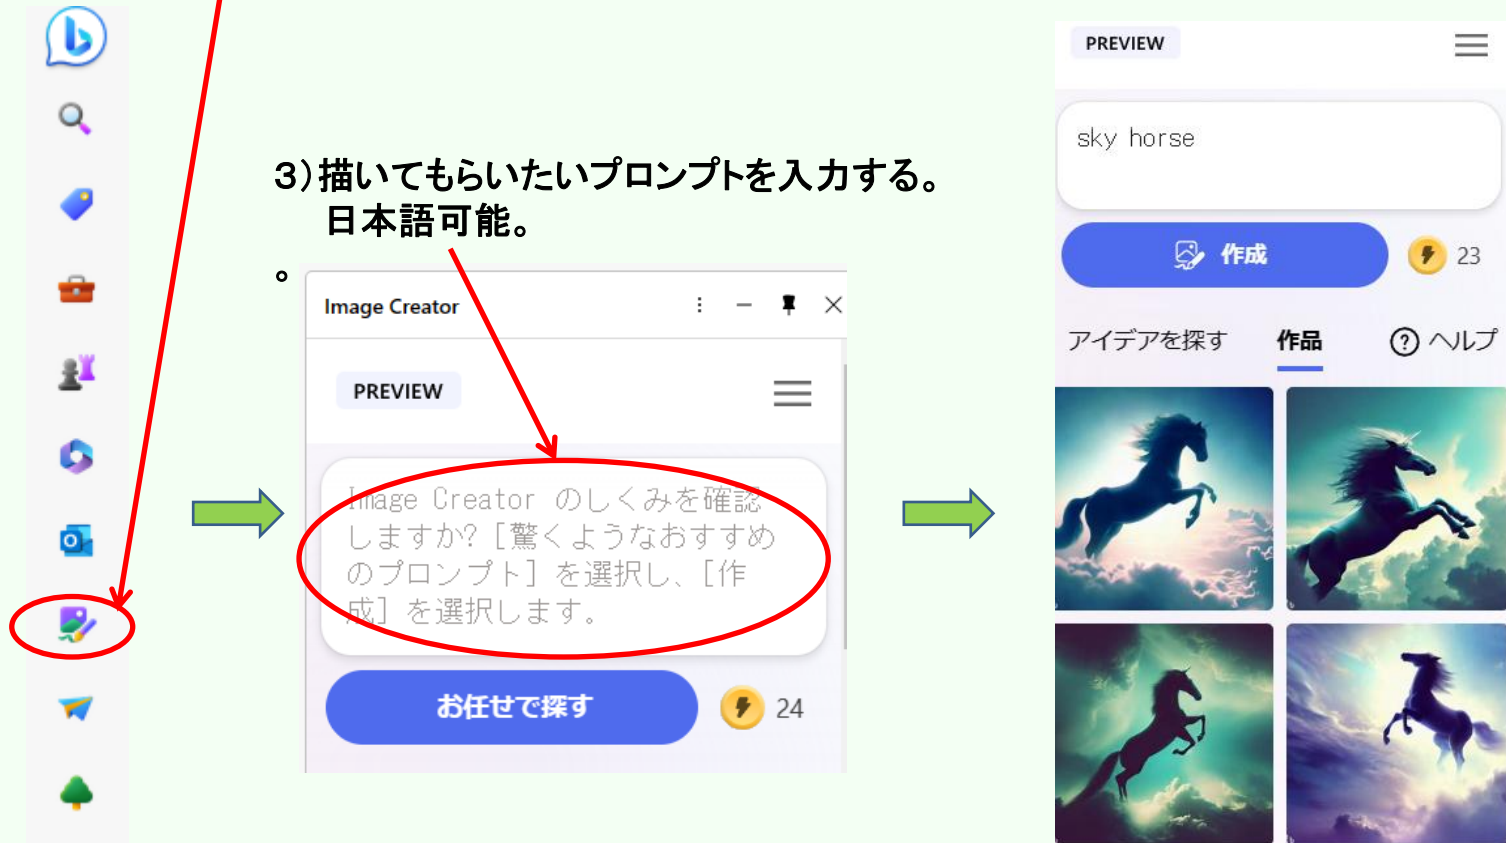 ３）描いてもらいたいプロンプトを入力する。
日本語可能。
。
Image Creator
PREVIEW
Image Creator のしくみを確認
しますか? [驚くようなおすすめ
のプロンプト] を選択し、[作
成] を選択します。
お任せで探す
24
PREVIEW
sky horse
作成
23
アイデアを探す
作品
ヘルプ